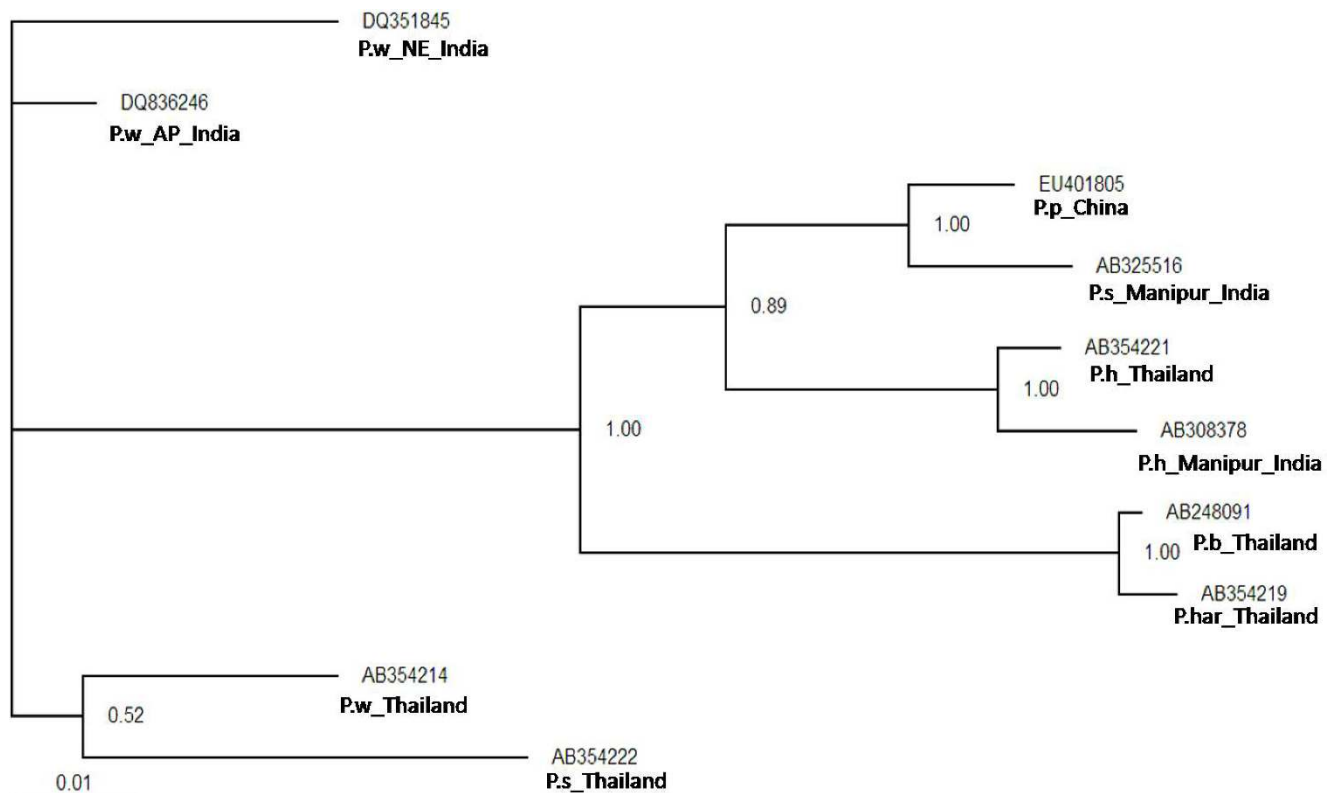 DQ351845
P.w_NE_India
DQ836246
P.w_AP_India
EU401805
P.p_China
1.00
AB325516
P.s_Manipur_India
0.89
AB354221
P.h_Thailand
1.00
AB308378
1.00
P.h_Manipur_India
AB248091
P.b_Thailand
1.00
AB354219
P.har_Thailand
AB354214
P.w_Thailand
0.52
AB354222
P.s_Thailand
0.01